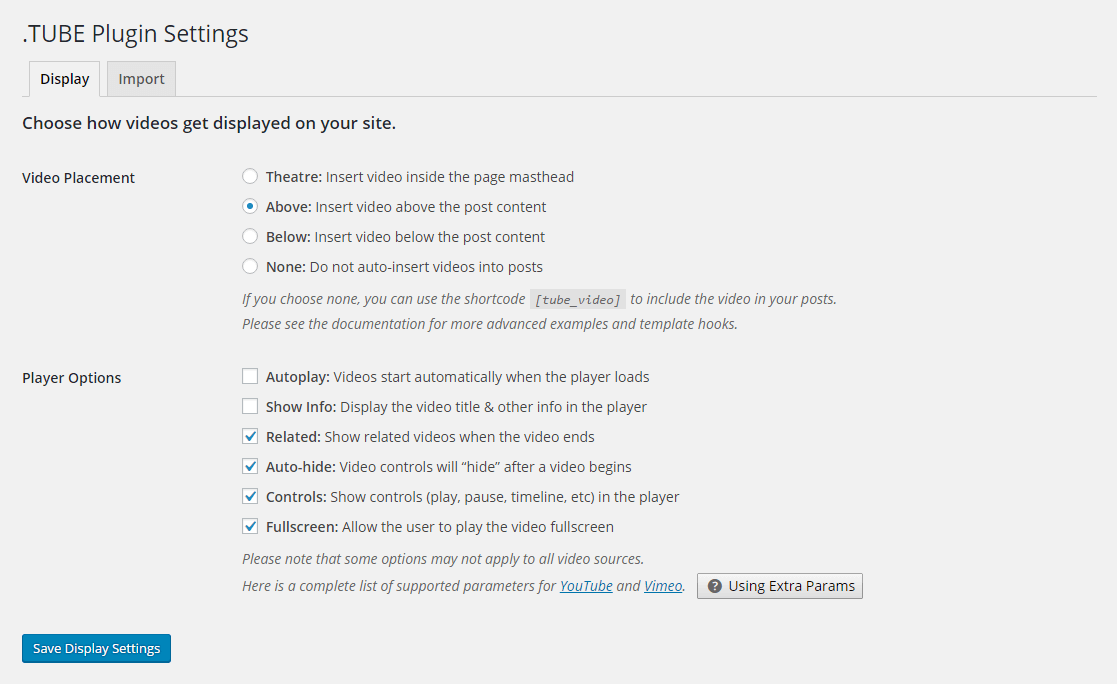 .TUBE Plugin Settings
Display Import
Choose how videos get displayed on your site.
Video Placement
Theatre: Insert video inside the page masthead
Above: Insert video above the post content
Below: Insert video below the post content
None: Do not auto-insert videos into posts
If you choose none, you can use the shortcode [tube_video] to include the video in your posts.
Please see the documentation for more advanced examples and template hooks.
Player Options
Autoplay: Videos start automatically when the player loads
Show Info: Display the video title & other info in the player
Related: Show related videos when the video ends
Auto-hide: Video controls will “hide” after a video begins
Controls: Show controls (play, pause, timeline, etc) in the player
Fullscreen: Allow the user to play the video fullscreen
Please note that some options may not apply to all video sources.
Here is a complete list of supported parameters for YouTube and Vimeo. ? Using Extra Params
Save Display Settings